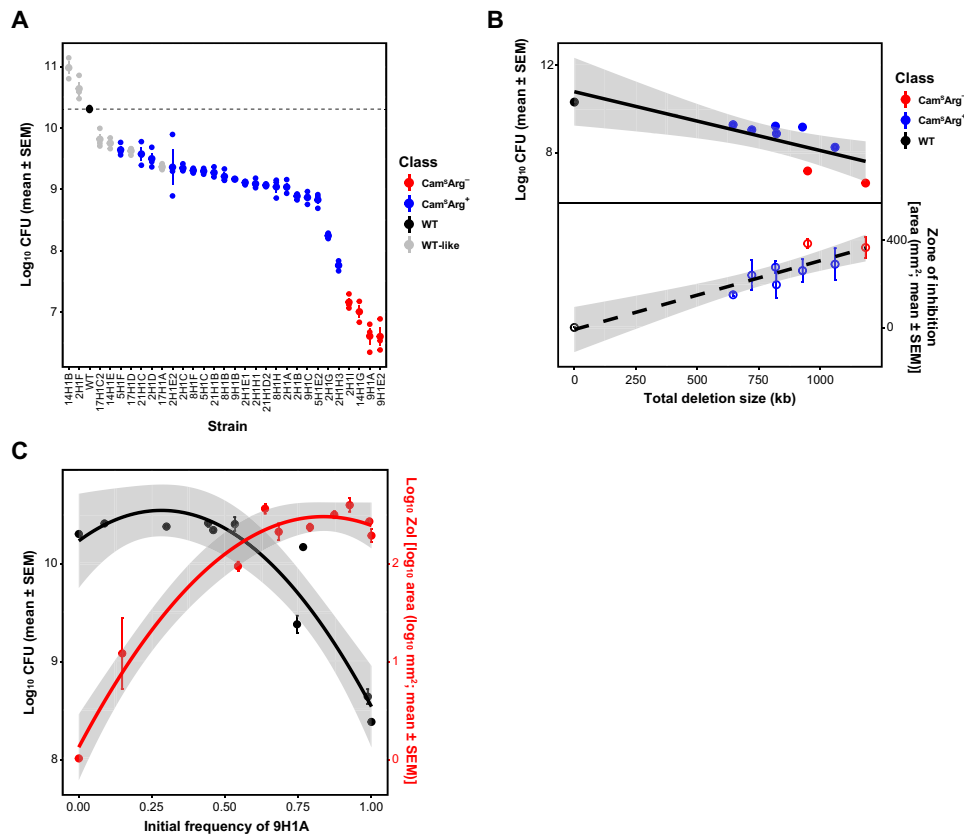 A
11
10
9
8
7
Log₁₀ CFU (mean ± SEM)
14H1B
2H1F
WT
17H1C2
14H1E
5H1F
17H1D
21H1C
2H1D
17H1A
2H1E2
2H1C
8H1F
5H1C
21H1B
8H1B
9H1B
2H1E1
2H1H1
21H1D2
8H1H
2H1A
2H1B
9H1C
5H1E2
2H1G
2H1H3
2H1I
14H1G
9H1A
9H1E2
Strain
Class
CamˢArg⁻
CamˢArg⁺
WT
WT-like
B
12
8
Log₁₀ CFU (mean ± SEM)
400
200
0
Zone of inhibition
[area (mm²; mean ± SEM)]
0
250
500
750
1000
Total deletion size (kb)
Class
CamˢArg⁻
CamˢArg⁺
WT
C
10
9
8
Log₁₀ CFU (mean ± SEM)
2
1
0
Log₁₀ ZoI [log₁₀ area (log₁₀ mm²; mean ± SEM)]
0.00
0.25
0.50
0.75
1.00
Initial frequency of 9H1A